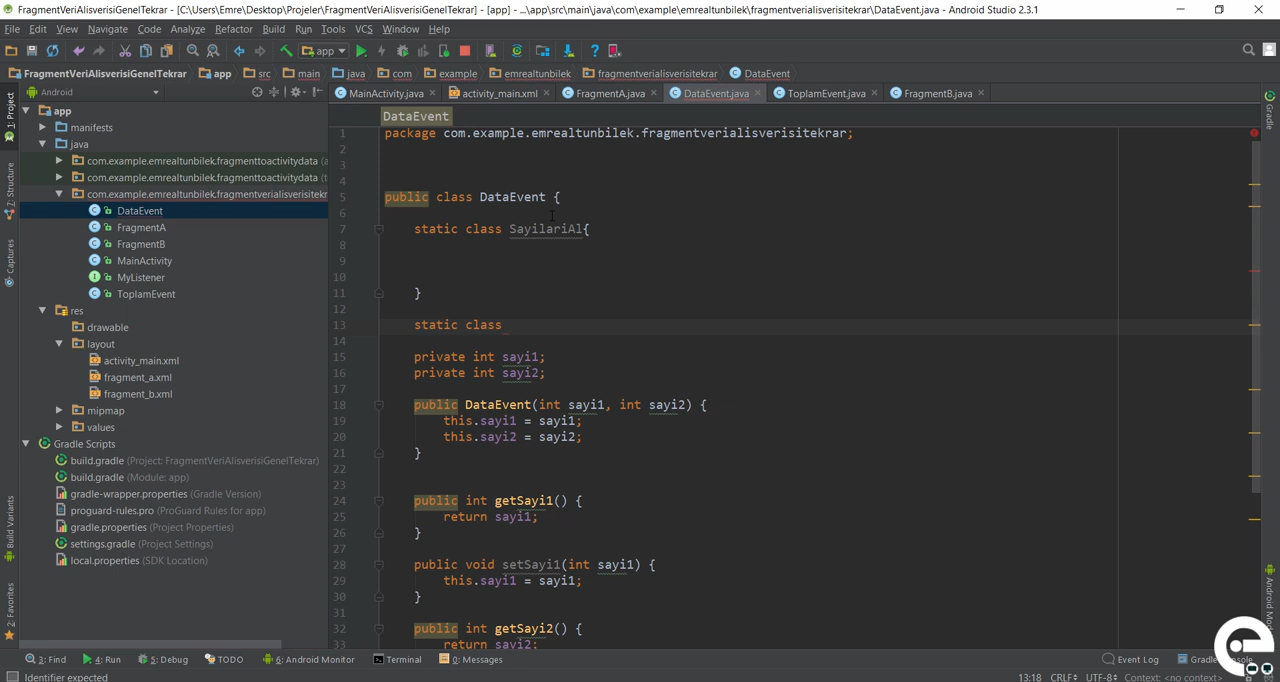 FragmentVeriAlisverisiGenelTekrar - [C:\Users\Emre\Desktop\Projeler\FragmentVeriAlisverisiGenelTekrar] - [app] - ...\app\src\main\java\com\example\emrealtunbilek\fragmentverialisverisitekrar\DataEvent.java - Android Studio 2.3.1
File Edit View Navigate Code Analyze Refactor Build Run Tools VCS Window Help
app
FragmentVeriAlisverisiGenelTekrar app src main java com example emrealtunbilek fragmentverialisverisitekrar DataEvent
Android
MainActivity.java activity_main.xml FragmentA.java DataEvent.java ToplamEvent.java FragmentB.java
1: Project
Z: Structure
Captures
Build Variants
2: Favorites
app
manifests
java
com.example.emrealtunbilek.fragmenttoactivitydata (a
com.example.emrealtunbilek.fragmenttoactivitydata (t
com.example.emrealtunbilek.fragmentverialisverisitekr
DataEvent
FragmentA
FragmentB
MainActivity
MyListener
ToplamEvent
res
drawable
layout
activity_main.xml
fragment_a.xml
fragment_b.xml
mipmap
values
Gradle Scripts
build.gradle (Project: FragmentVeriAlisverisiGenelTekrar)
build.gradle (Module: app)
gradle-wrapper.properties (Gradle Version)
proguard-rules.pro (ProGuard Rules for app)
gradle.properties (Project Properties)
settings.gradle (Project Settings)
local.properties (SDK Location)
DataEvent
1 package com.example.emrealtunbilek.fragmentverialisverisitekrar;
2
3
4
5 public class DataEvent {
6
7 static class SayilariAl{
8
9
10
11 }
12
13 static class
14
15 private int sayi1;
16 private int sayi2;
17
18 public DataEvent(int sayi1, int sayi2) {
19 this.sayi1 = sayi1;
20 this.sayi2 = sayi2;
21 }
22
23
24 public int getSayi1() {
25 return sayi1;
26 }
27
28 public void setSayi1(int sayi1) {
29 this.sayi1 = sayi1;
30 }
31
32 public int getSayi2() {
33 return sayi2;
Gradle
Android
3: Find 4: Run 5: Debug TODO 6: Android Monitor Terminal 0: Messages Event Log Gradle
Identifier expected 13:18 CRLF UTF-8 Context: <no context>